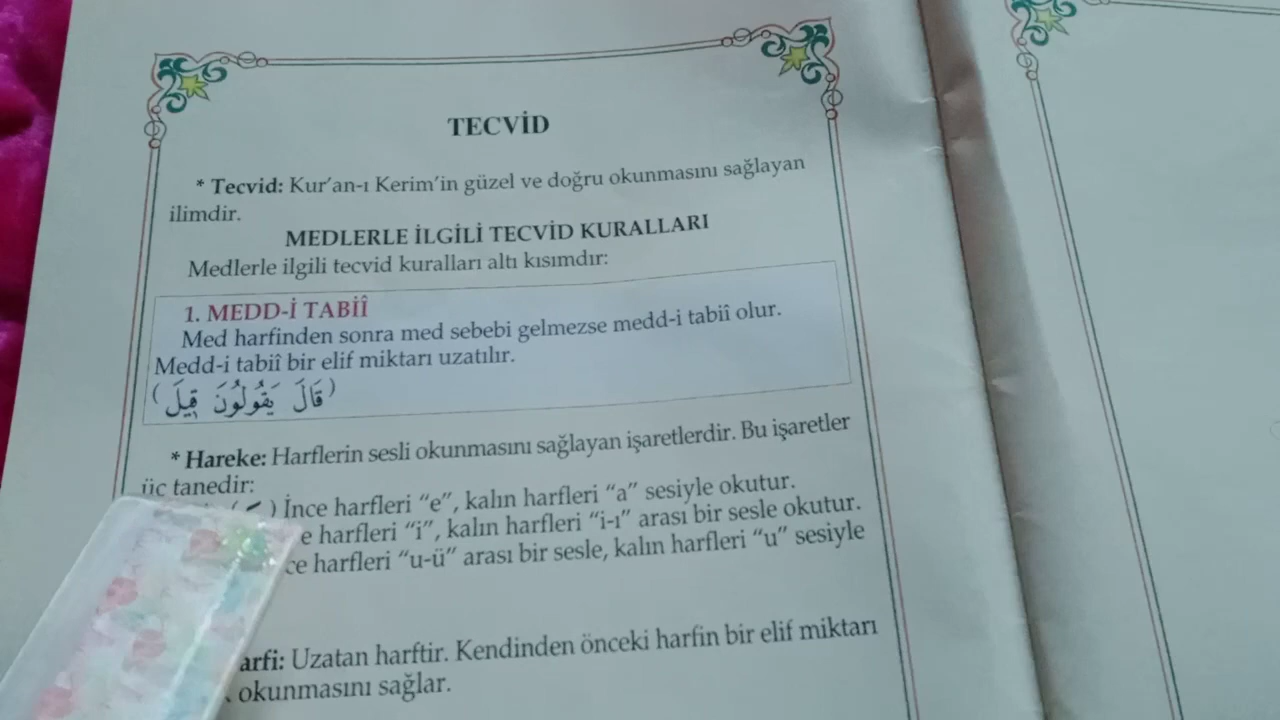 TECVİD
* Tecvid: Kur'an-ı Kerim'in güzel ve doğru okunmasını sağlayan
ilimdir.
MEDLERLE İLGİLİ TECVİD KURALLARI
Medlerle ilgili tecvid kuralları altı kısımdır:
1. MEDD-İ TABİÎ
Med harfinden sonra med sebebi gelmezse medd-i tabiî olur.
Medd-i tabiî bir elif miktarı uzatılır.
(قَالَ يَقُولُونَ قِيلَ)
* Hareke: Harflerin sesli okunmasını sağlayan işaretlerdir. Bu işaretler
üç tanedir:
( َ ) İnce harfleri “e”, kalın harfleri “a” sesiyle okutur.
e harfleri “i”, kalın harfleri “i-ı” arası bir sesle okutur.
ce harfleri “u-ü” arası bir sesle, kalın harfleri “u” sesiyle
arfi: Uzatan harftir. Kendinden önceki harfin bir elif miktarı
okunmasını sağlar.